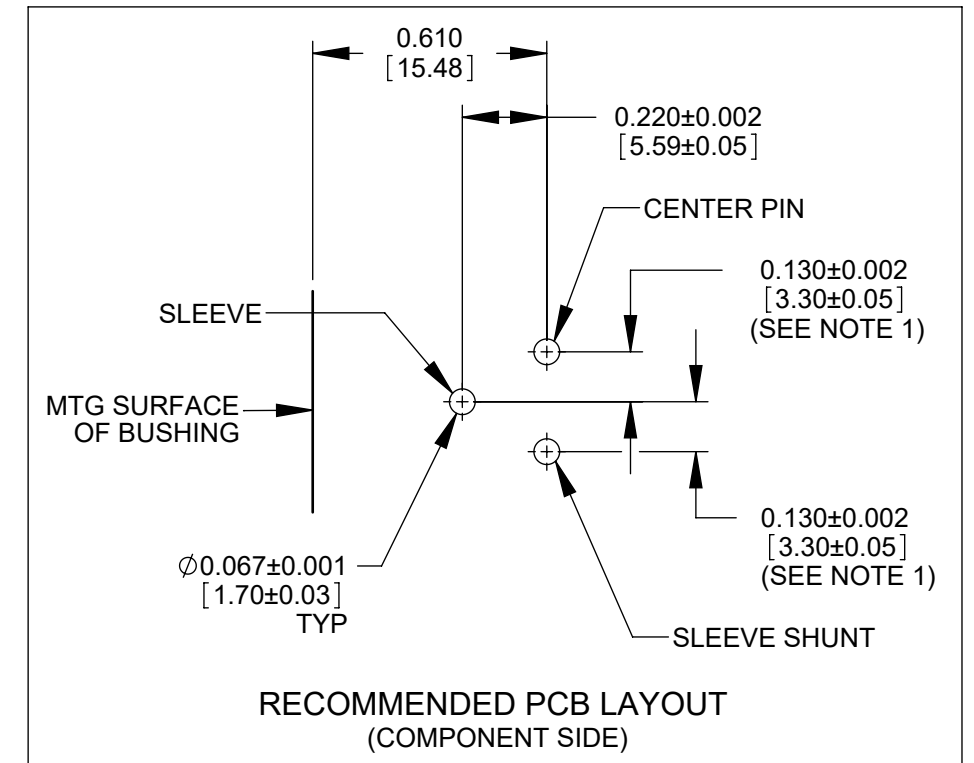 0.610
[15.48]
0.220±0.002
[5.59±0.05]
CENTER PIN
0.130±0.002
[3.30±0.05]
(SEE NOTE 1)
SLEEVE
MTG SURFACE
OF BUSHING
0.130±0.002
[3.30±0.05]
(SEE NOTE 1)
∅0.067±0.001
[1.70±0.03]
TYP
SLEEVE SHUNT
RECOMMENDED PCB LAYOUT
(COMPONENT SIDE)